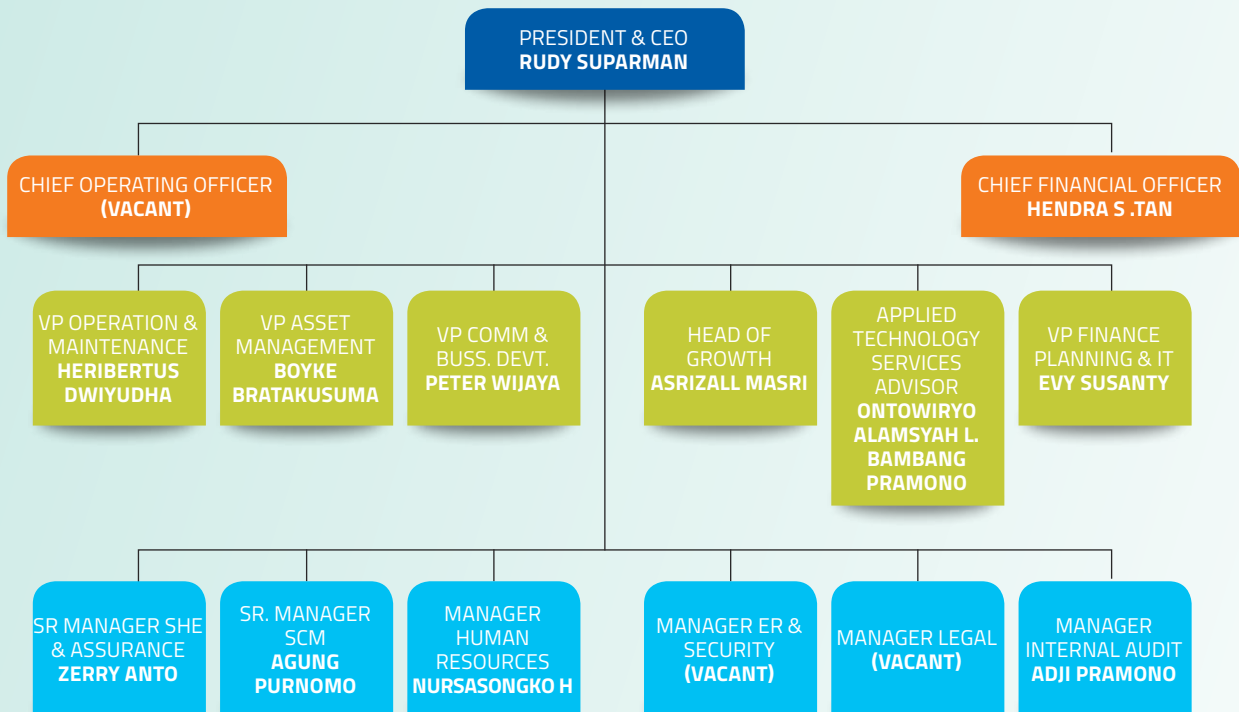 PRESIDENT & CEO
RUDY SUPARMAN
CHIEF OPERATING OFFICER
(VACANT)
CHIEF FINANCIAL OFFICER
HENDRA S .TAN
VP OPERATION &
MAINTENANCE
HERIBERTUS
DWIYUDHA
VP ASSET
MANAGEMENT
BOYKE
BRATAKUSUMA
VP COMM &
BUSS. DEVT.
PETER WIJAYA
HEAD OF
GROWTH
ASRIZALL MASRI
APPLIED
TECHNOLOGY
SERVICES
ADVISOR
ONTOWIRYO
ALAMSYAH L.
BAMBANG
PRAMONO
VP FINANCE
PLANNING & IT
EVY SUSANTY
SR MANAGER SHE
& ASSURANCE
ZERRY ANTO
SR. MANAGER
SCM
AGUNG
PURNOMO
MANAGER
HUMAN
RESOURCES
NURSASONGKO H
MANAGER ER &
SECURITY
(VACANT)
MANAGER LEGAL
(VACANT)
MANAGER
INTERNAL AUDIT
ADJI PRAMONO